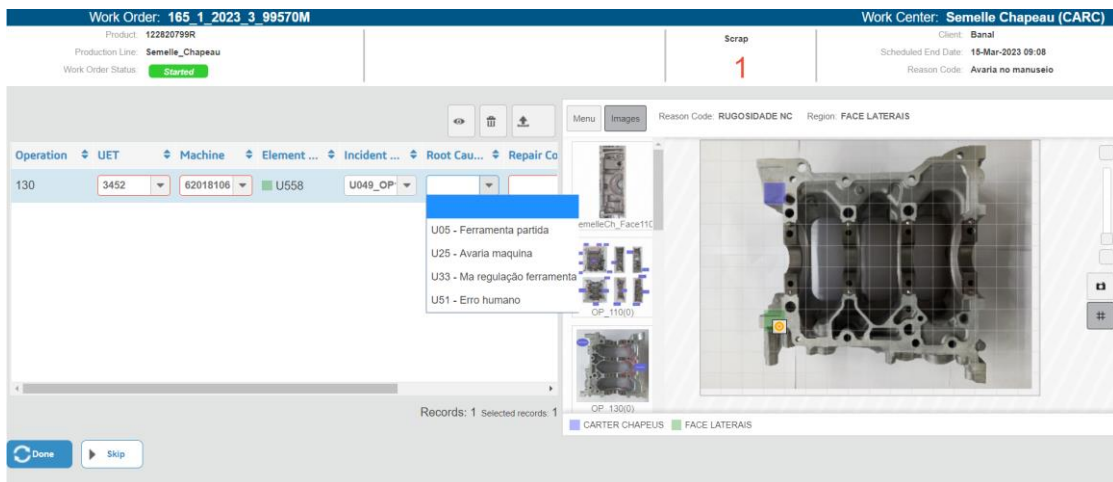 Work Order: 165_1_2023_3_99570M
Work Center: Semelle Chapeau (CARC)
Product: 122820799R
Production Line: Semelle_Chapeau
Work Order Status: Started
Scrap
1
Client: Banal
Scheduled End Date: 15-Mar-2023 09:08
Reason Code: Avaria no manuseio
Menu Images Reason Code: RUGOSIDADE NC Region: FACE LATERAIS
Operation UET Machine Element ... Incident ... Root Cau... Repair Co
130 3452 62018106 U558 U049_OP
U05 - Ferramenta partida
U25 - Avaria maquina
U33 - Ma regulação ferramenta
U51 - Erro humano
emelleCh_Face110
OP_110(0)
OP_130(0)
Records: 1 Selected records: 1
CARTER CHAPEUS FACE LATERAIS
Done Skip